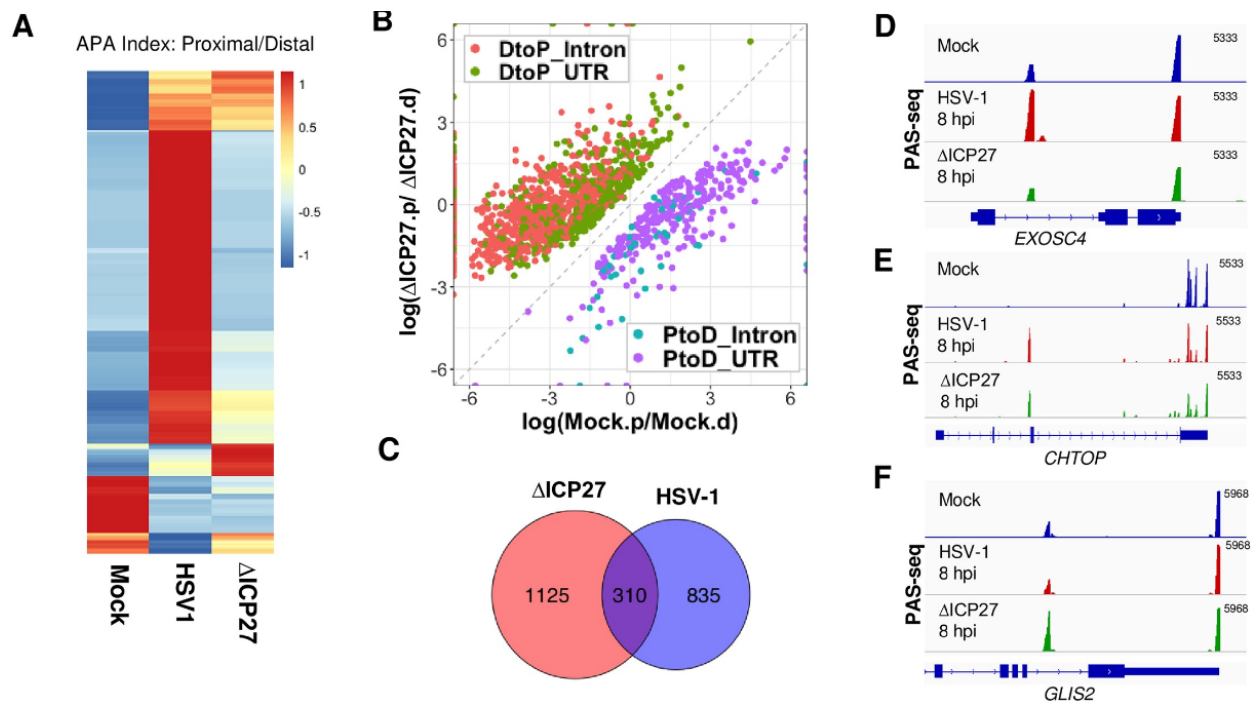 A
APA Index: Proximal/Distal
1
0.5
0
-0.5
-1
Mock
HSV1
ΔICP27
B
DtoP_Intron
DtoP_UTR
PtoD_Intron
PtoD_UTR
6
3
0
-3
-6
log(ΔICP27.p/ ΔICP27.d)
-6
-3
0
3
6
log(Mock.p/Mock.d)
C
ΔICP27
HSV-1
1125
310
835
D
PAS-seq
Mock
5333
HSV-1
8 hpi
5333
ΔICP27
8 hpi
5333
EXOSC4
E
PAS-seq
Mock
5533
HSV-1
8 hpi
5533
ΔICP27
8 hpi
5533
CHTOP
F
PAS-seq
Mock
5968
HSV-1
8 hpi
5968
ΔICP27
8 hpi
5968
GLIS2